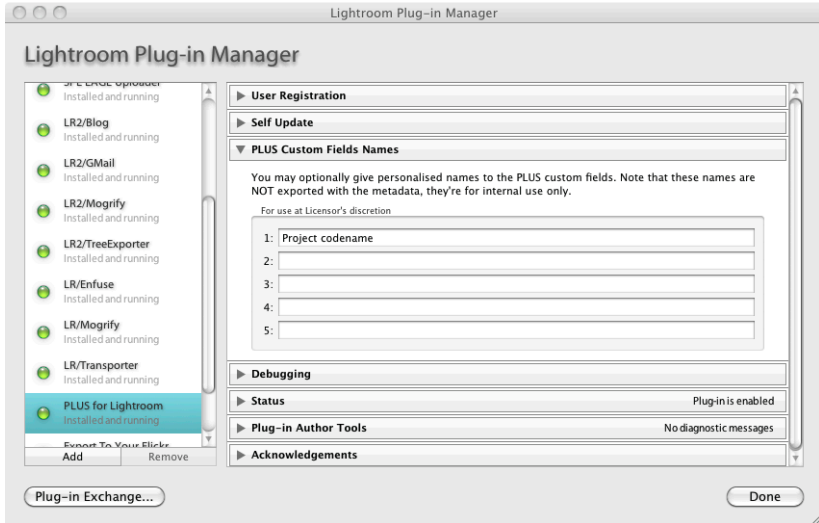 Lightroom Plug-in Manager
Lightroom Plug-in Manager
Installed and running
LR2/Blog
Installed and running
LR2/GMail
Installed and running
LR2/Mogrify
Installed and running
LR2/TreeExporter
Installed and running
LR/Enfuse
Installed and running
LR/Mogrify
Installed and running
LR/Transporter
Installed and running
PLUS for Lightroom
Installed and running
Export To Your Flickr
Add Remove
User Registration
Self Update
PLUS Custom Fields Names
You may optionally give personalised names to the PLUS custom fields. Note that these names are
NOT exported with the metadata, they're for internal use only.
For use at Licensor's discretion
1: Project codename
2:
3:
4:
5:
Debugging
Status Plug-in is enabled
Plug-in Author Tools No diagnostic messages
Acknowledgements
Plug-in Exchange... Done